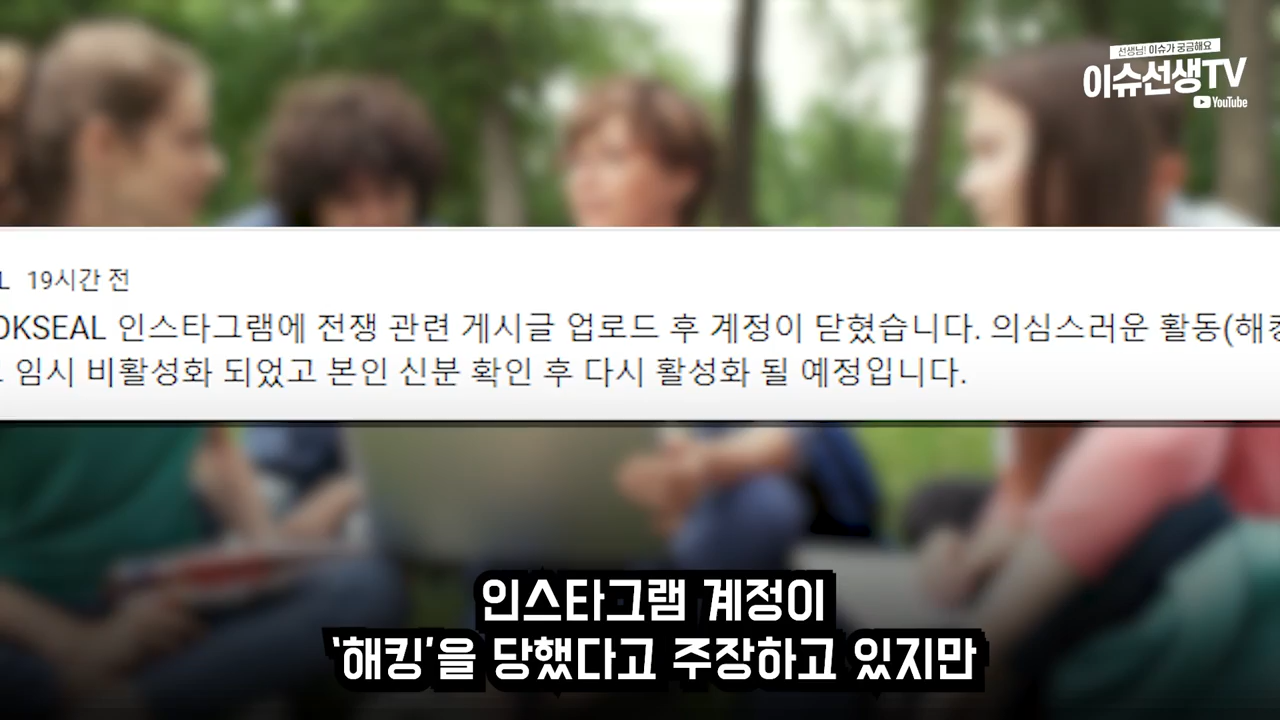 선생님! 이슈가 궁금해요
이슈선생TV
YouTube
L 19시간 전
OKSEAL 인스타그램에 전쟁 관련 게시글 업로드 후 계정이 닫혔습니다. 의심스러운 활동(해킹
임시 비활성화 되었고 본인 신분 확인 후 다시 활성화 될 예정입니다.
인스타그램 계정이
‘해킹’을 당했다고 주장하고 있지만